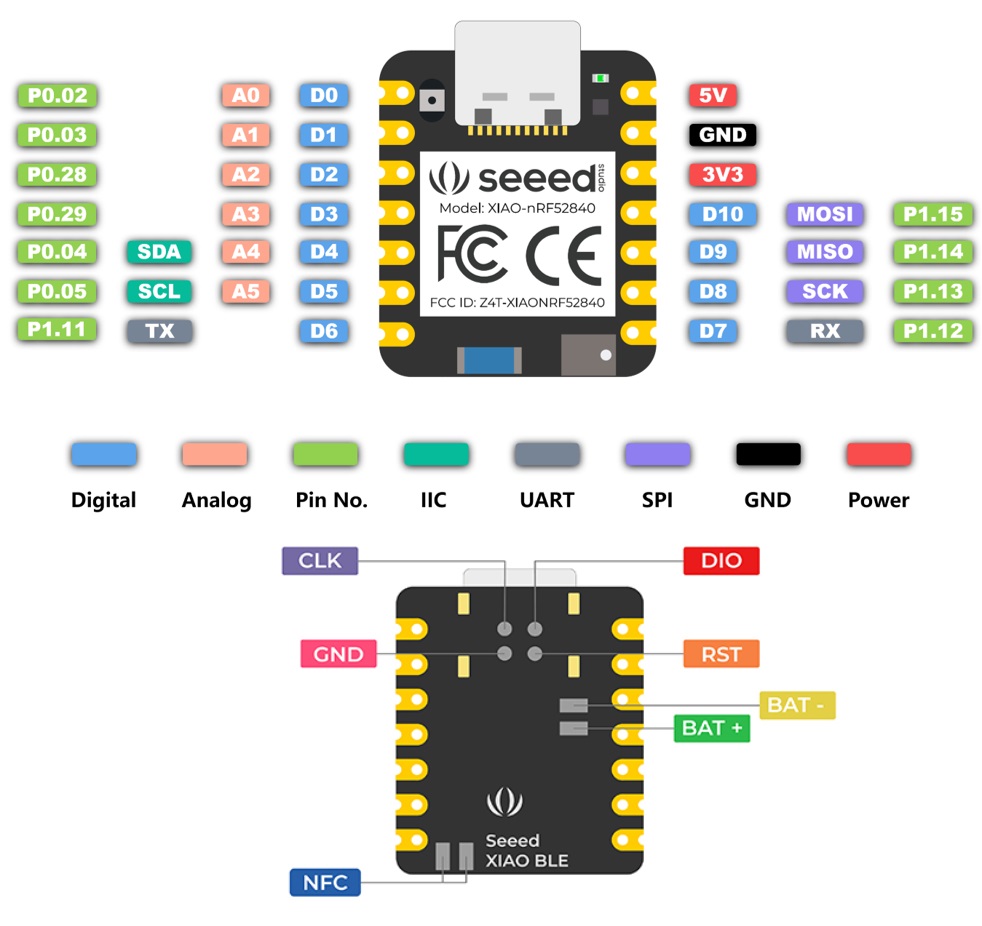 P0.02 A0 D0 5V
P0.03 A1 D1 GND
P0.28 A2 D2 3V3
P0.29 A3 D3 D10 MOSI P1.15
P0.04 SDA A4 D4 D9 MISO P1.14
P0.05 SCL A5 D5 D8 SCK P1.13
P1.11 TX D6 D7 RX P1.12
seeed studio
Model: XIAO-nRF52840
FC CE
FCC ID: Z4T-XIAONRF52840
Digital Analog Pin No. IIC UART SPI GND Power
CLK DIO
GND RST
BAT -
BAT +
Seeed
XIAO BLE
NFC